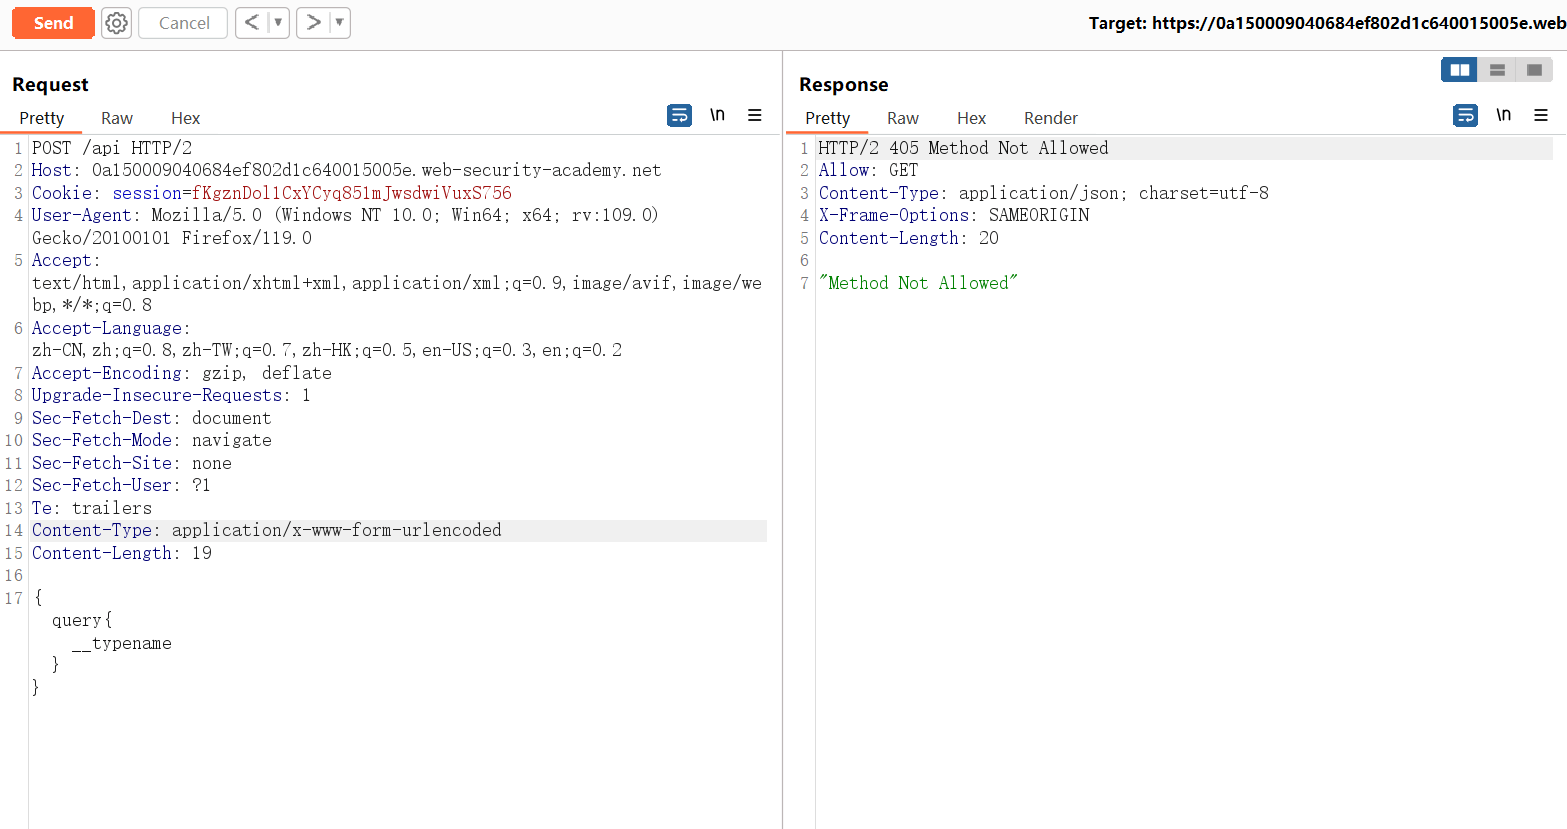 Send
Cancel
< ▼
> ▼
Target: https://0a150009040684ef802d1c640015005e.web
Request
Pretty Raw Hex
\n
1 POST /api HTTP/2
2 Host: 0a150009040684ef802d1c640015005e.web-security-academy.net
3 Cookie: session=fKgznDol1CxYCyq851mJwsdwiVuxS756
4 User-Agent: Mozilla/5.0 (Windows NT 10.0; Win64; x64; rv:109.0)
Gecko/20100101 Firefox/119.0
5 Accept:
text/html,application/xhtml+xml,application/xml;q=0.9,image/avif,image/we
bp,*/*;q=0.8
6 Accept-Language:
zh-CN,zh;q=0.8,zh-TW;q=0.7,zh-HK;q=0.5,en-US;q=0.3,en;q=0.2
7 Accept-Encoding: gzip, deflate
8 Upgrade-Insecure-Requests: 1
9 Sec-Fetch-Dest: document
10 Sec-Fetch-Mode: navigate
11 Sec-Fetch-Site: none
12 Sec-Fetch-User: ?1
13 Te: trailers
14 Content-Type: application/x-www-form-urlencoded
15 Content-Length: 19
16
17 {
query{
__typename
}
}
Response
Pretty Raw Hex Render
\n
1 HTTP/2 405 Method Not Allowed
2 Allow: GET
3 Content-Type: application/json; charset=utf-8
4 X-Frame-Options: SAMEORIGIN
5 Content-Length: 20
6
7 "Method Not Allowed"